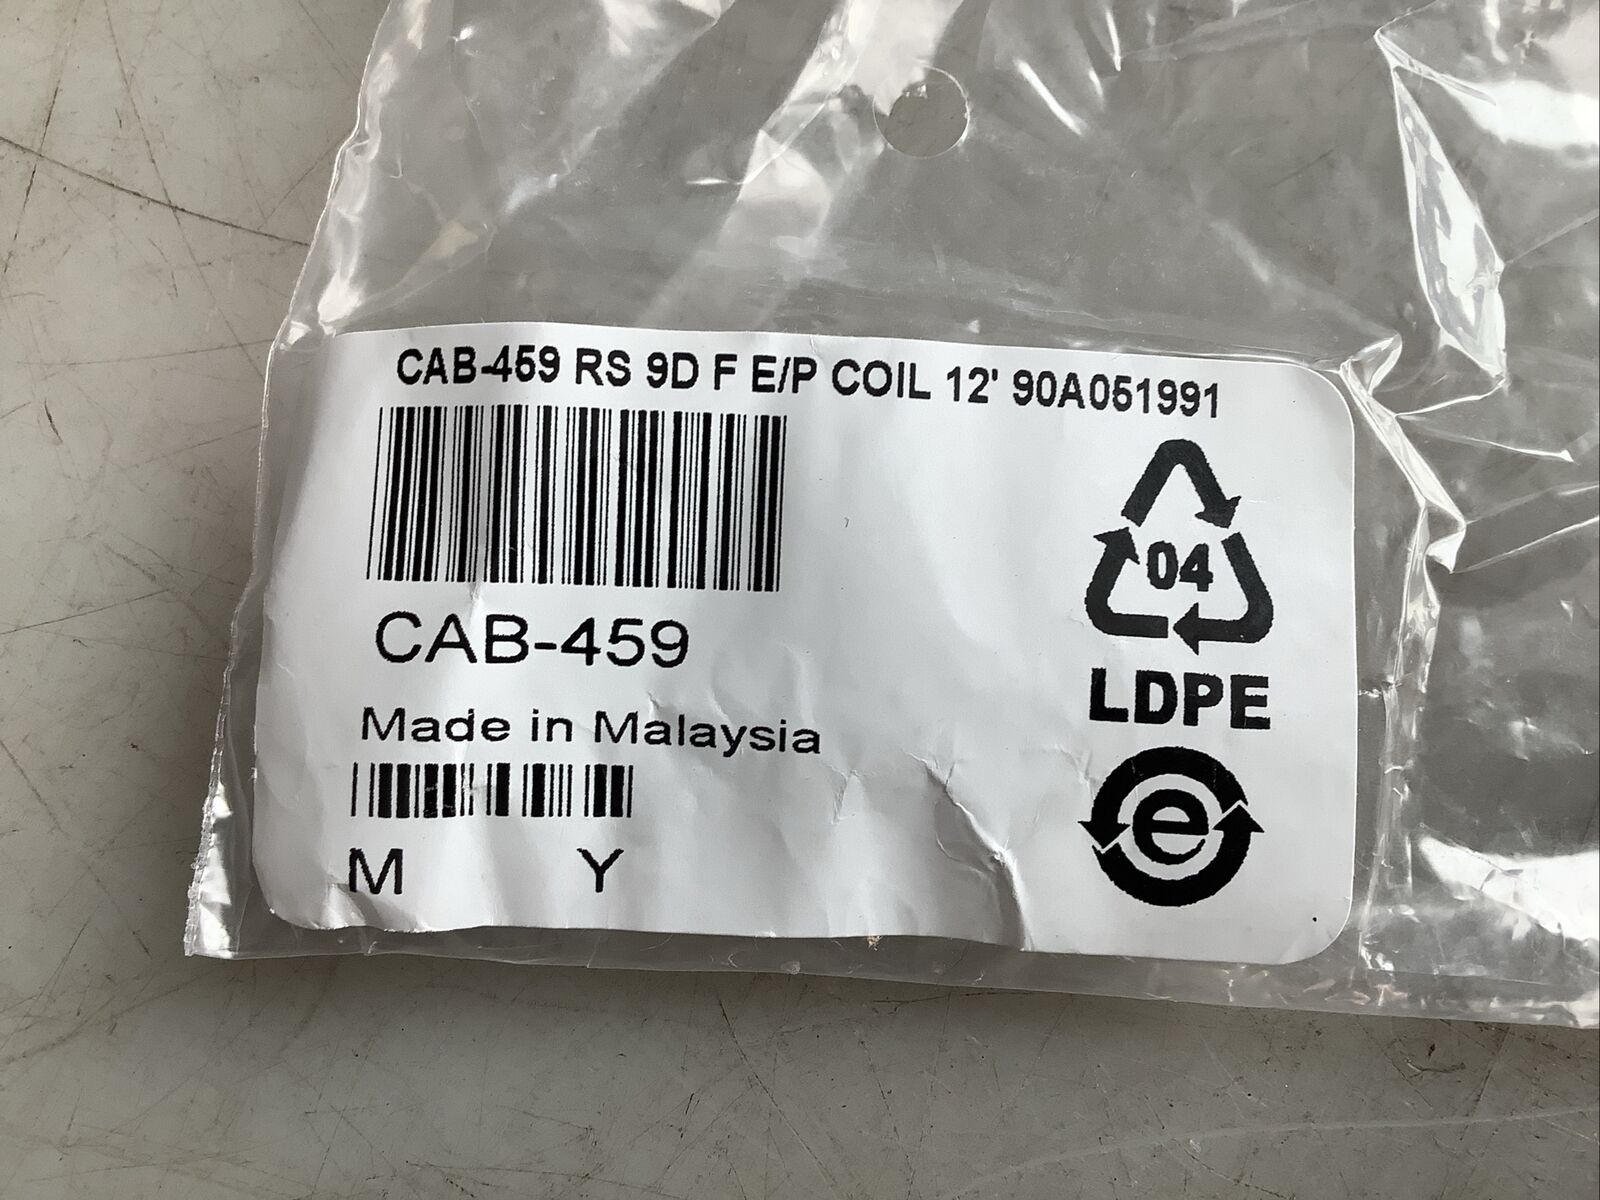 CAB-459 RS 9D F E/P COIL 12' 90A051991
CAB-459
Made in Malaysia
M Y
04
LDPE
e